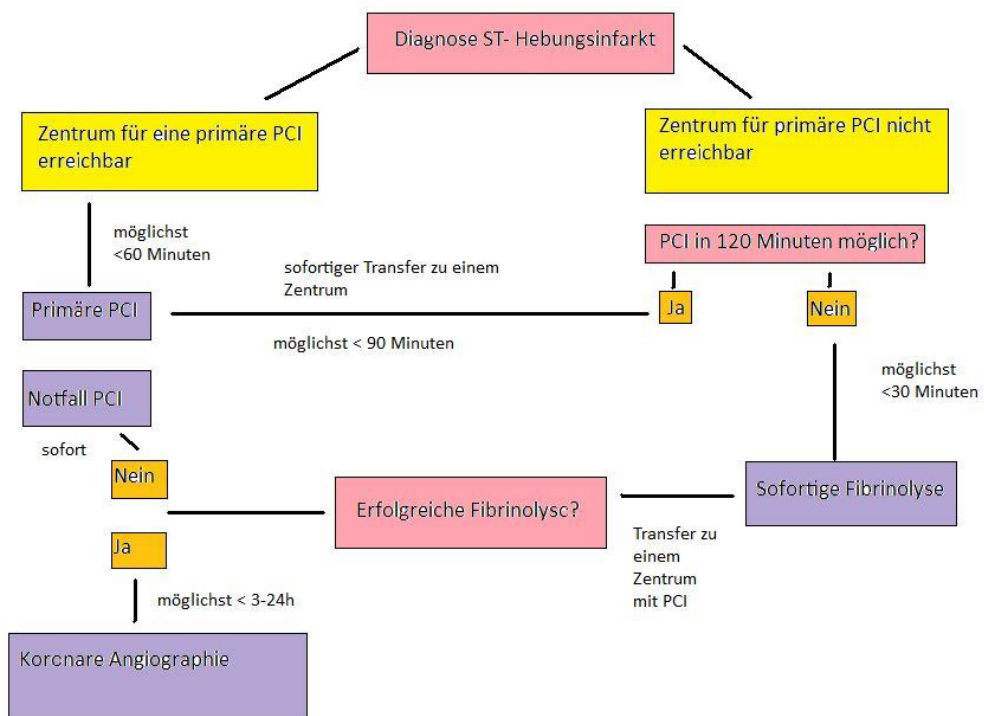 Diagnose ST- Hebungsinfarkt
Zentrum für eine primäre PCI
erreichbar
Zentrum für primäre PCI nicht
erreichbar
möglichst
<60 Minuten
PCI in 120 Minuten möglich?
sofortiger Transfer zu einem
Zentrum
Primäre PCI
Ja
Nein
möglichst < 90 Minuten
möglichst
<30 Minuten
Notfall PCI
sofort
Nein
Erfolgreiche Fibrinolysc?
Sofortige Fibrinolyse
Ja
Transfer zu
einem
Zentrum
mit PCI
möglichst < 3-24h
Korcnare Angiographie